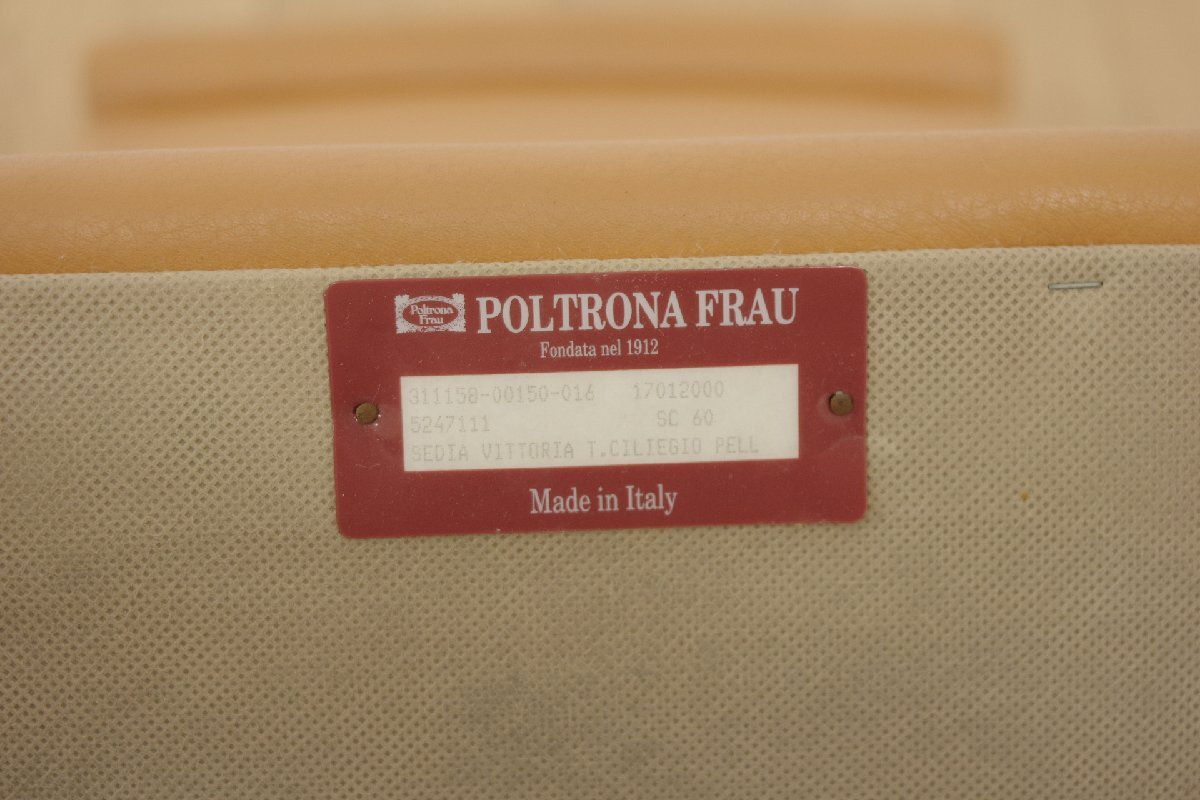 Poltrona
Frau
POLTRONA FRAU
Fondata nel 1912
311158-00150-016 17012000
5247111 SC 60
SEDIA VITTORIA T.CILIEGIO PELL
Made in Italy